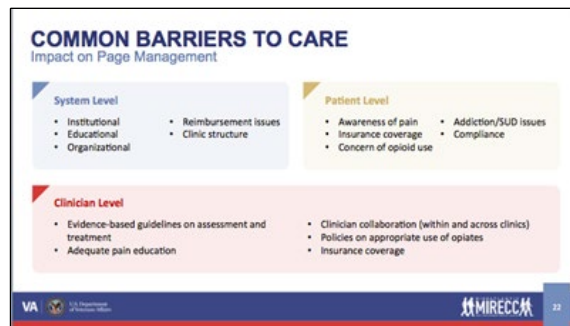 COMMON BARRIERS TO CARE
Impact on Page Management
System Level
• Institutional
• Educational
• Organizational
• Reimbursement issues
• Clinic structure
Patient Level
• Awareness of pain
• Insurance coverage
• Concern of opioid use
• Addiction/SUD issues
• Compliance
Clinician Level
• Evidence-based guidelines on assessment and
treatment
• Adequate pain education
• Clinician collaboration (within and across clinics)
• Policies on appropriate use of opiates
• Insurance coverage
VA
U.S. Department
of Veterans Affairs
MIRECC
22